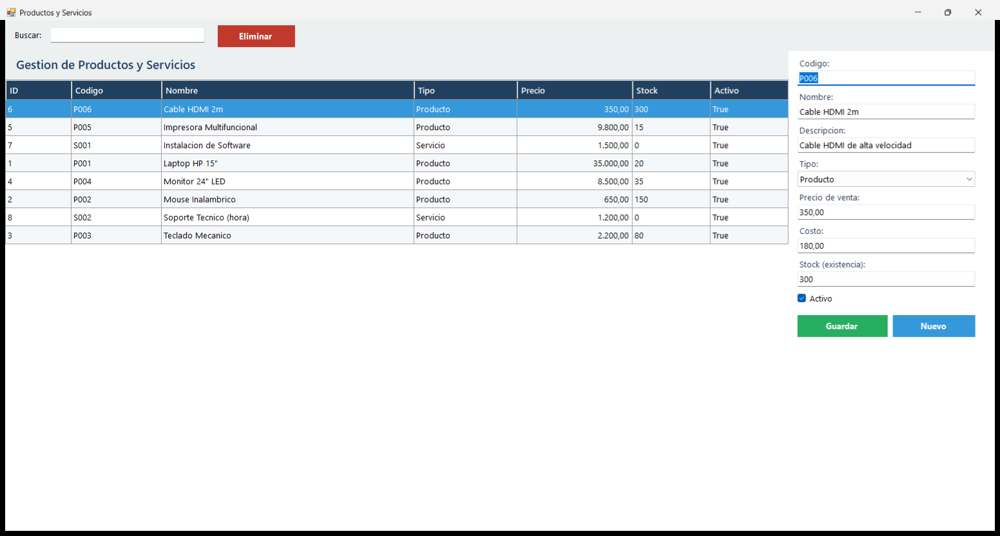 Productos y Servicios
Buscar:
Eliminar
Gestion de Productos y Servicios
ID Codigo Nombre Tipo Precio Stock Activo
6 P006 Cable HDMI 2m Producto 350,00 300 True
5 P005 Impresora Multifuncional Producto 9.800,00 15 True
7 S001 Instalacion de Software Servicio 1.500,00 0 True
1 P001 Laptop HP 15" Producto 35.000,00 20 True
4 P004 Monitor 24" LED Producto 8.500,00 35 True
2 P002 Mouse Inalambrico Producto 650,00 150 True
8 S002 Soporte Tecnico (hora) Servicio 1.200,00 0 True
3 P003 Teclado Mecanico Producto 2.200,00 80 True
Codigo:
P006
Nombre:
Cable HDMI 2m
Descripcion:
Cable HDMI de alta velocidad
Tipo:
Producto
Precio de venta:
350,00
Costo:
180,00
Stock (existencia):
300
Activo
Guardar
Nuevo